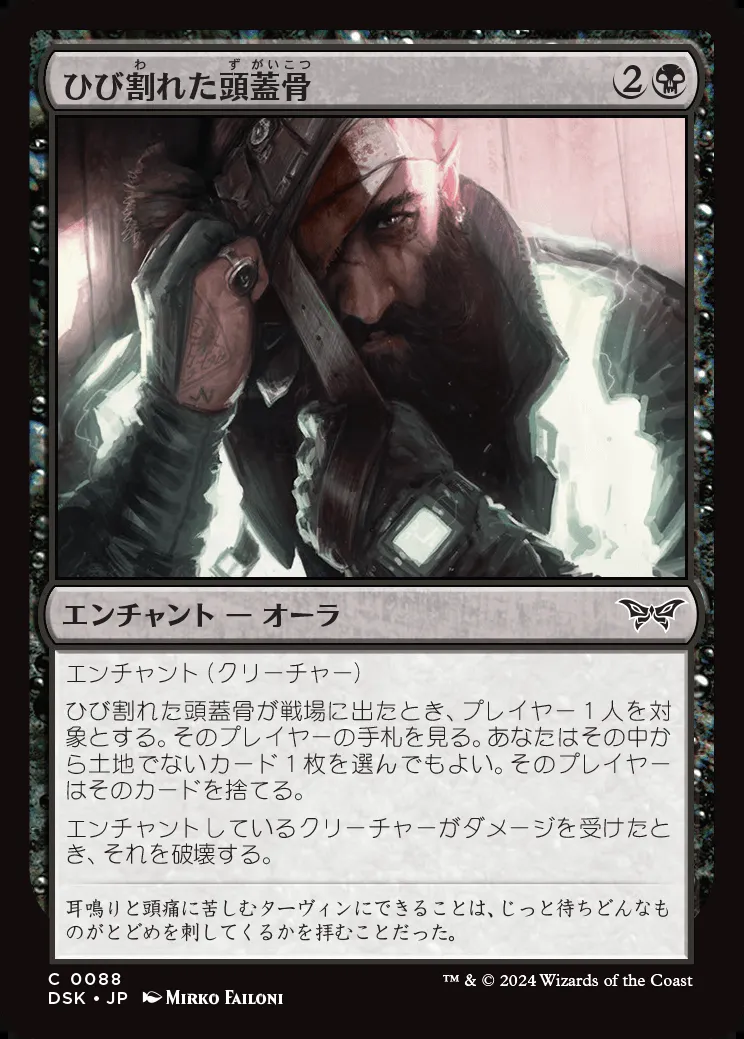 ひび割れた頭蓋骨
2
エンチャント — オーラ
エンチャント(クリーチャー)
ひび割れた頭蓋骨が戦場に出たとき、プレイヤー1人を対
象とする。そのプレイヤーの手札を見る。あなたはその中か
ら土地でないカード1枚を選んでもよい。そのプレイヤー
はそのカードを捨てる。
エンチャントしているクリーチャーがダメージを受けたと
き、それを破壊する。
耳鳴りと頭痛に苦しむターヴィンにできることは、じっと待ちどんなも
のがとどめを刺してくるかを拝むことだった。
C 0088
DSK • JP Mirko Failoni
™ & © 2024 Wizards of the Coast